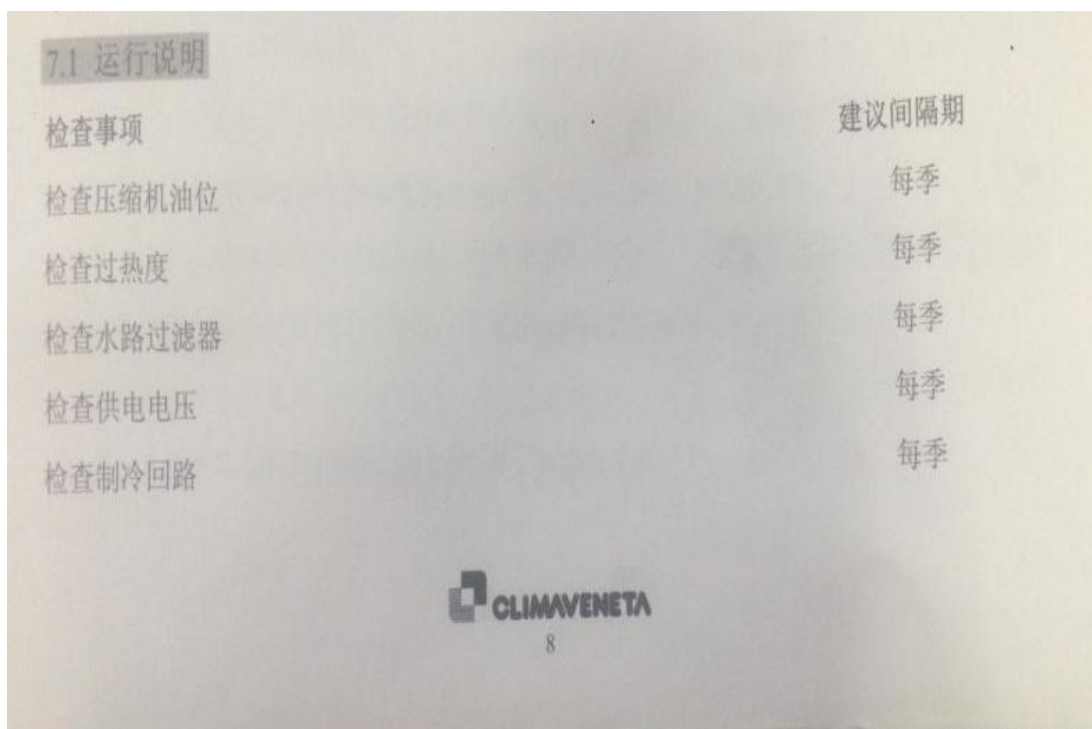 7.1 运行说明
检查事项 建议间隔期
检查压缩机油位 每季
检查过热度 每季
检查水路过滤器 每季
检查供电电压 每季
检查制冷回路 每季
CLIMAVENETA
8